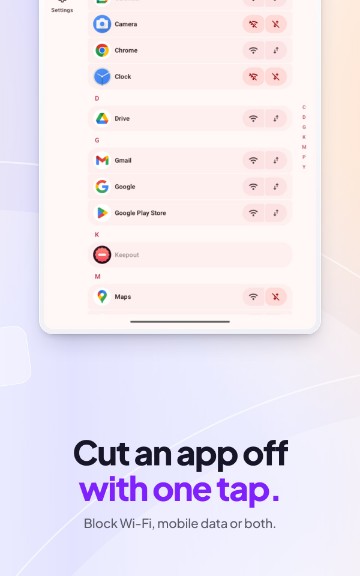 Settings
Camera
Chrome
Clock
D
Drive
G
Gmail
Google
Google Play Store
K
Keepout
M
Maps
C
D
G
K
M
P
Y
Cut an app off
with one tap.
Block Wi-Fi, mobile data or both.